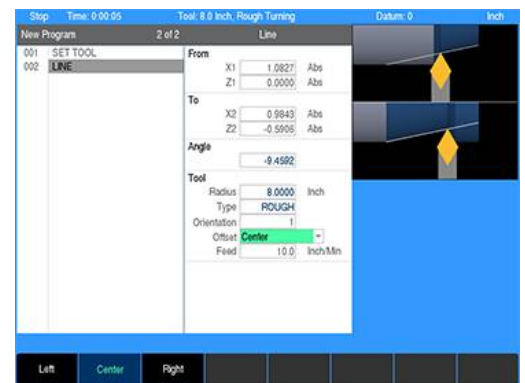 Stop Time: 0:00:05 Tool: 8.0 Inch, Rough Turning Datum: 0 Inch
New Program 2 of 2 Line
001 SET TOOL
002 LINE
From
X1 1.0827 Abs
Z1 0.0000 Abs
To
X2 0.9843 Abs
Z2 -0.5906 Abs
Angle
-9.4592
Tool
Radius 8.0000 Inch
Type ROUGH
Orientation 1
Offset Center
Feed 10.0 Inch/Min
Left Center Right